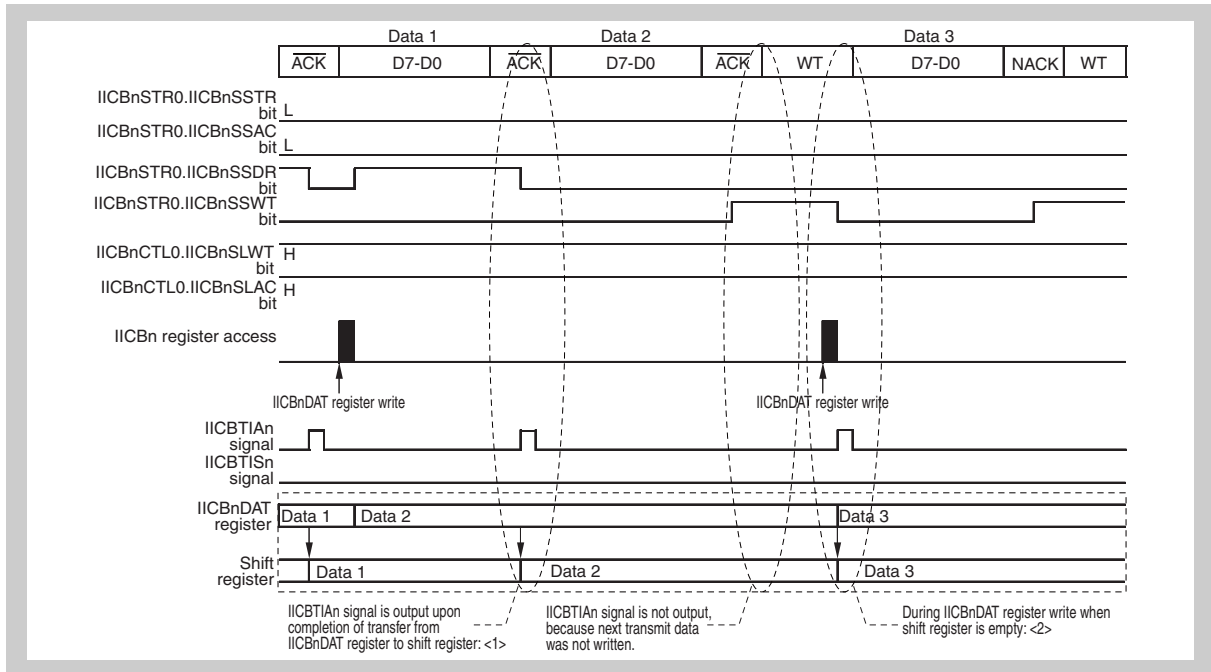 Data 1 Data 2 Data 3
ACK D7-D0 ACK D7-D0 ACK WT D7-D0 NACK WT
IICBnSTR0.IICBnSSTR
bit L
IICBnSTR0.IICBnSSAC
bit L
IICBnSTR0.IICBnSSDR
bit
IICBnSTR0.IICBnSSWT
bit
IICBnCTL0.IICBnSLWT H
bit
IICBnCTL0.IICBnSLAC H
bit
IICBn register access
IICBnDAT register write IICBnDAT register write
IICBTIAn
signal
IICBTISn
signal
IICBnDAT
register
Data 1 Data 2 Data 3
Shift
register
Data 1 Data 2 Data 3
IICBTIAn signal is output upon
completion of transfer from
IICBnDAT register to shift register: <1>
IICBTIAn signal is not output,
because next transmit data
was not written.
During IICBnDAT register write when
shift register is empty: <2>